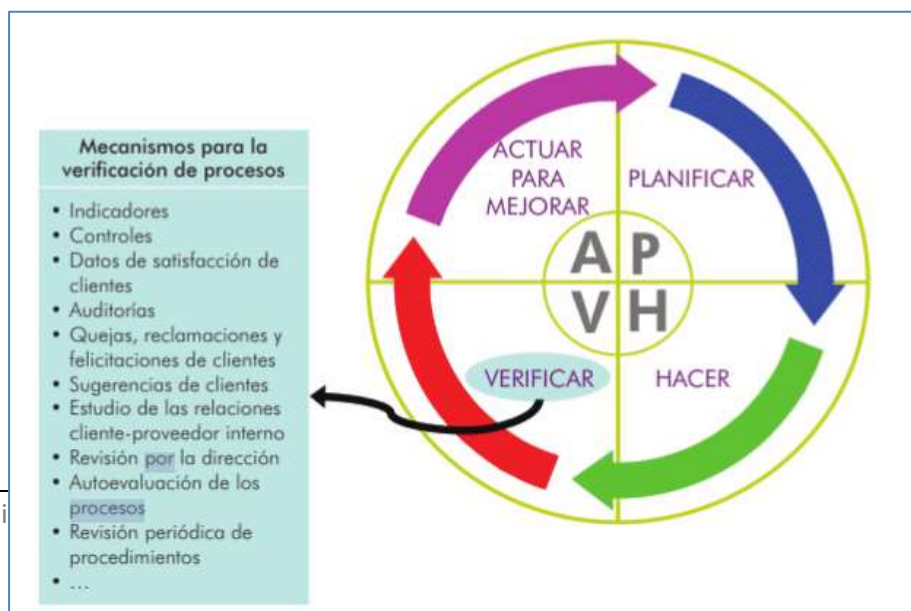 Mecanismos para la
verificación de procesos
• Indicadores
• Controles
• Datos de satisfacción de
clientes
• Auditorías
• Quejas, reclamaciones y
felicitaciones de clientes
• Sugerencias de clientes
• Estudio de las relaciones
cliente-proveedor interno
• Revisión por la dirección
• Autoevaluación de los
procesos
• Revisión periódica de
procedimientos
• ...
ACTUAR
PARA
MEJORAR
PLANIFICAR
A P
V H
VERIFICAR
HACER